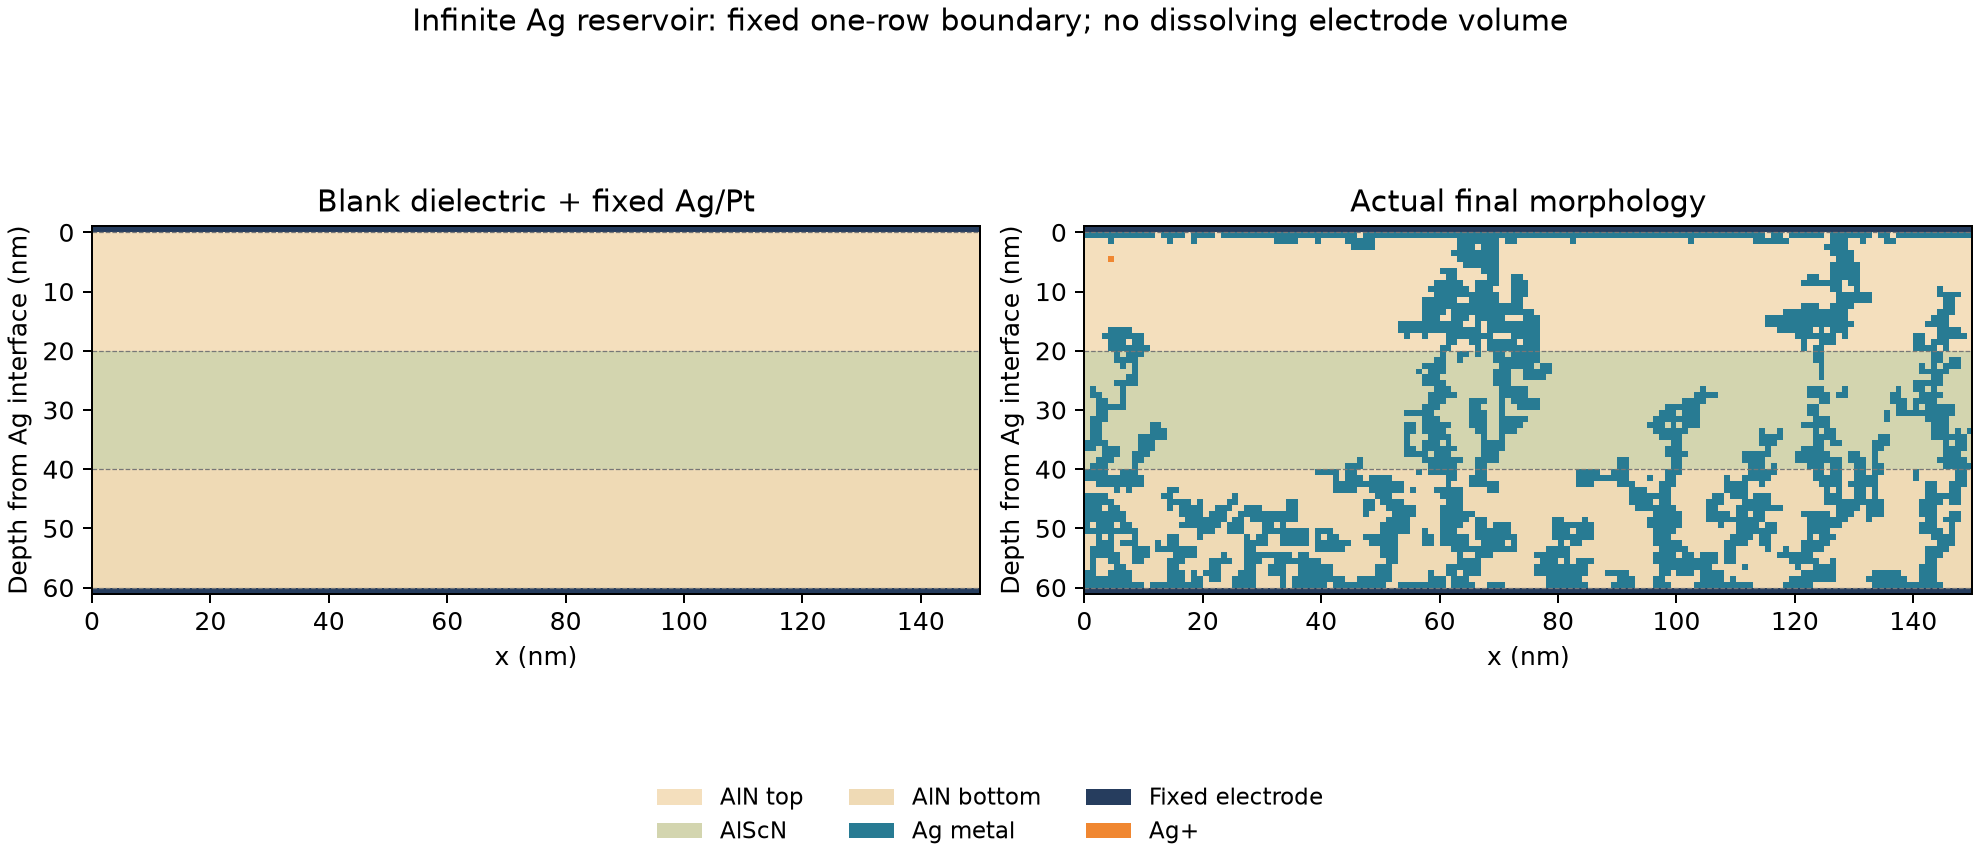 Infinite Ag reservoir: fixed one-row boundary; no dissolving electrode volume
Blank dielectric + fixed Ag/Pt
Depth from Ag interface (nm)
0
10
20
30
40
50
60
0 20 40 60 80 100 120 140
x (nm)
Actual final morphology
Depth from Ag interface (nm)
0
10
20
30
40
50
60
0 20 40 60 80 100 120 140
x (nm)
AlN top AlN bottom Fixed electrode
AlScN Ag metal Ag+